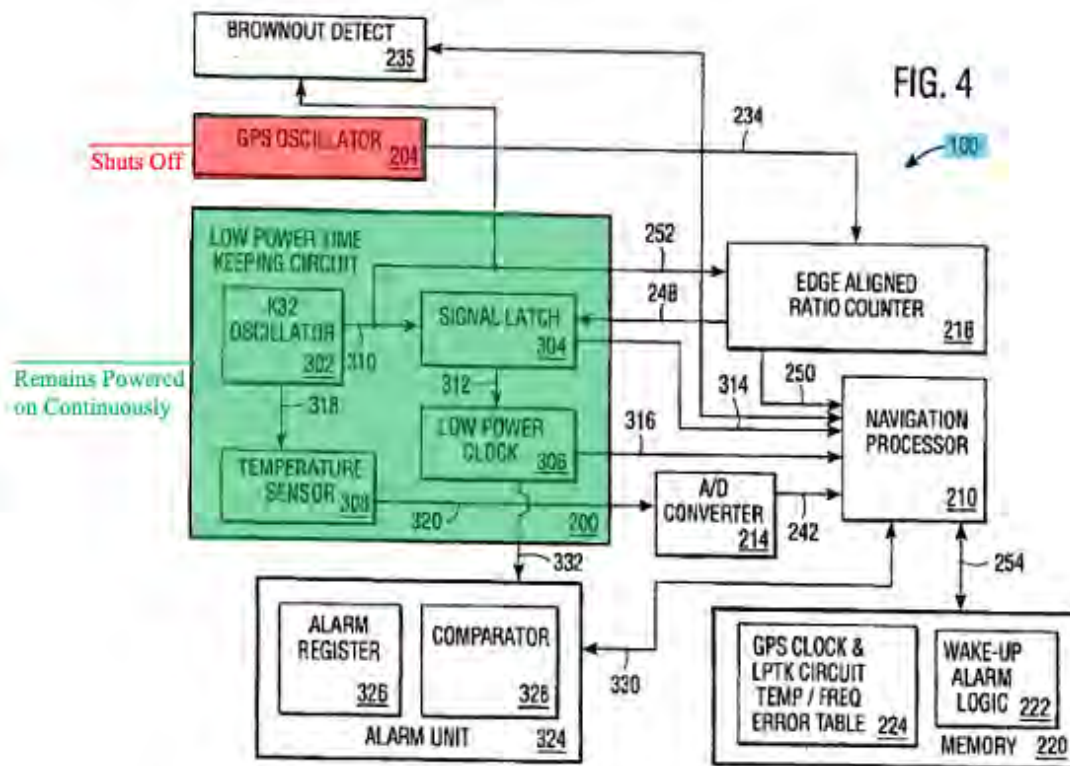 BROWNOUT DETECT
235
FIG. 4
234
100
GPS OSCILLATOR
204
Shuts Off
LOW POWER TIME
KEEPING CIRCUIT
252
EDGE ALIGNED
RATIO COUNTER
216
248
K32
OSCILLATOR
302
310
SIGNAL LATCH
304
Remains Powered
on Continuously
318
312
250
314
NAVIGATION
PROCESSOR
210
LOW POWER
CLOCK
306
316
TEMPERATURE
SENSOR
308
320
200
A/D
CONVERTER
214
242
332
254
ALARM
REGISTER
326
COMPARATOR
328
330
ALARM UNIT
324
GPS CLOCK &
LPTK CIRCUIT
TEMP / FREQ
ERROR TABLE
224
WAKE-UP
ALARM
LOGIC
222
MEMORY
220